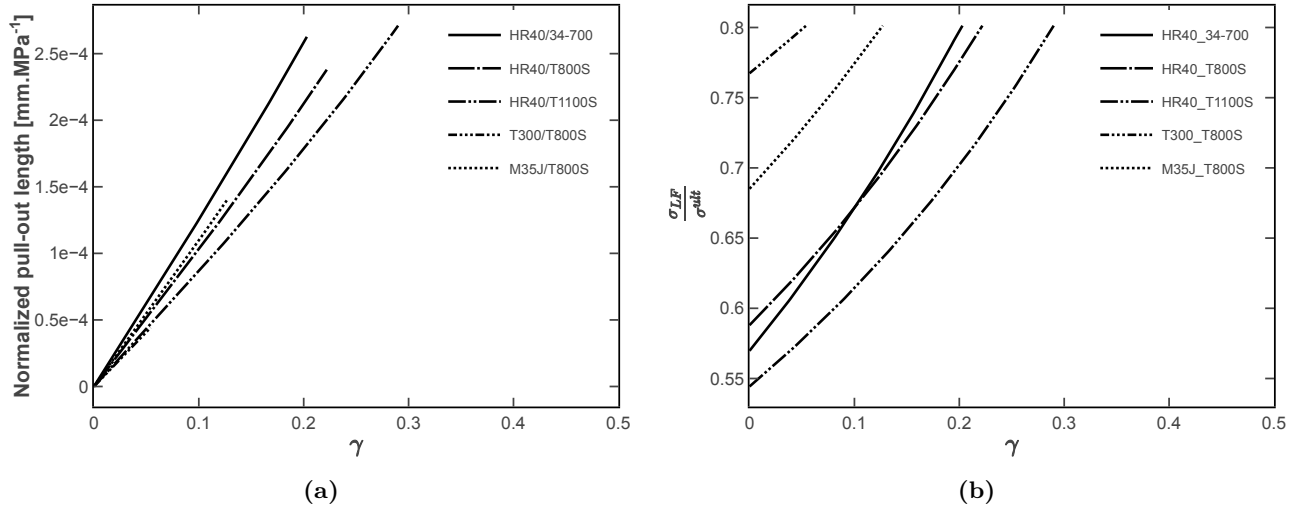 Normalized pull-out length [mm.MPa⁻¹]
2.5e-4
2e-4
1.5e-4
1e-4
0.5e-4
0
HR40/34-700
HR40/T800S
HR40/T1100S
T300/T800S
M35J/T800S
0 0.1 0.2 0.3 0.4 0.5
γ
(a)
σ_LF/σ^ult
0.8
0.75
0.7
0.65
0.6
0.55
HR40_34-700
HR40_T800S
HR40_T1100S
T300_T800S
M35J_T800S
0 0.1 0.2 0.3 0.4 0.5
γ
(b)